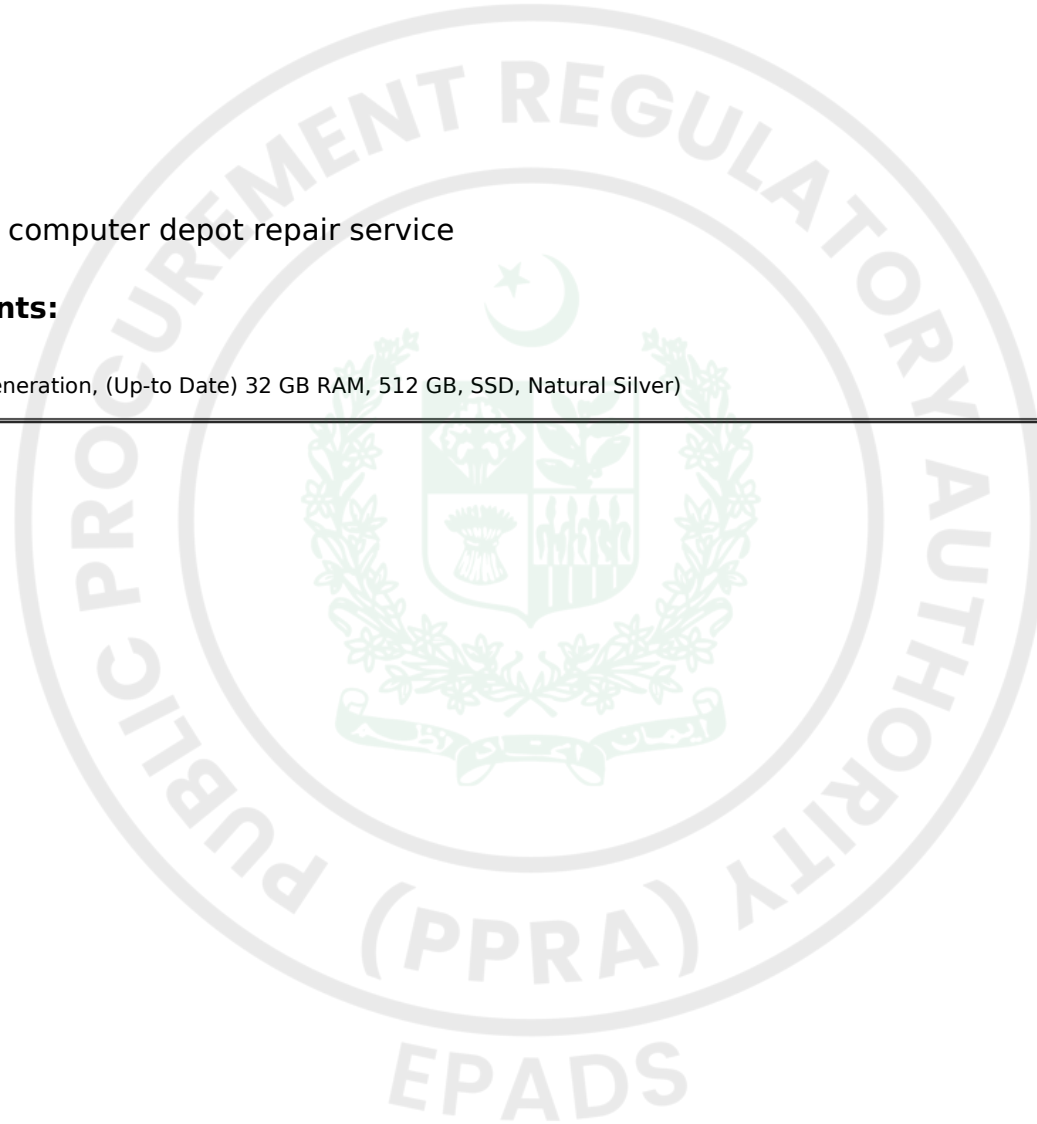 PUBLIC PROCUREMENT REGULATORY AUTHORITY
computer depot repair service
nts:
eneration, (Up-to Date) 32 GB RAM, 512 GB, SSD, Natural Silver)
(PPRA)
EPADS